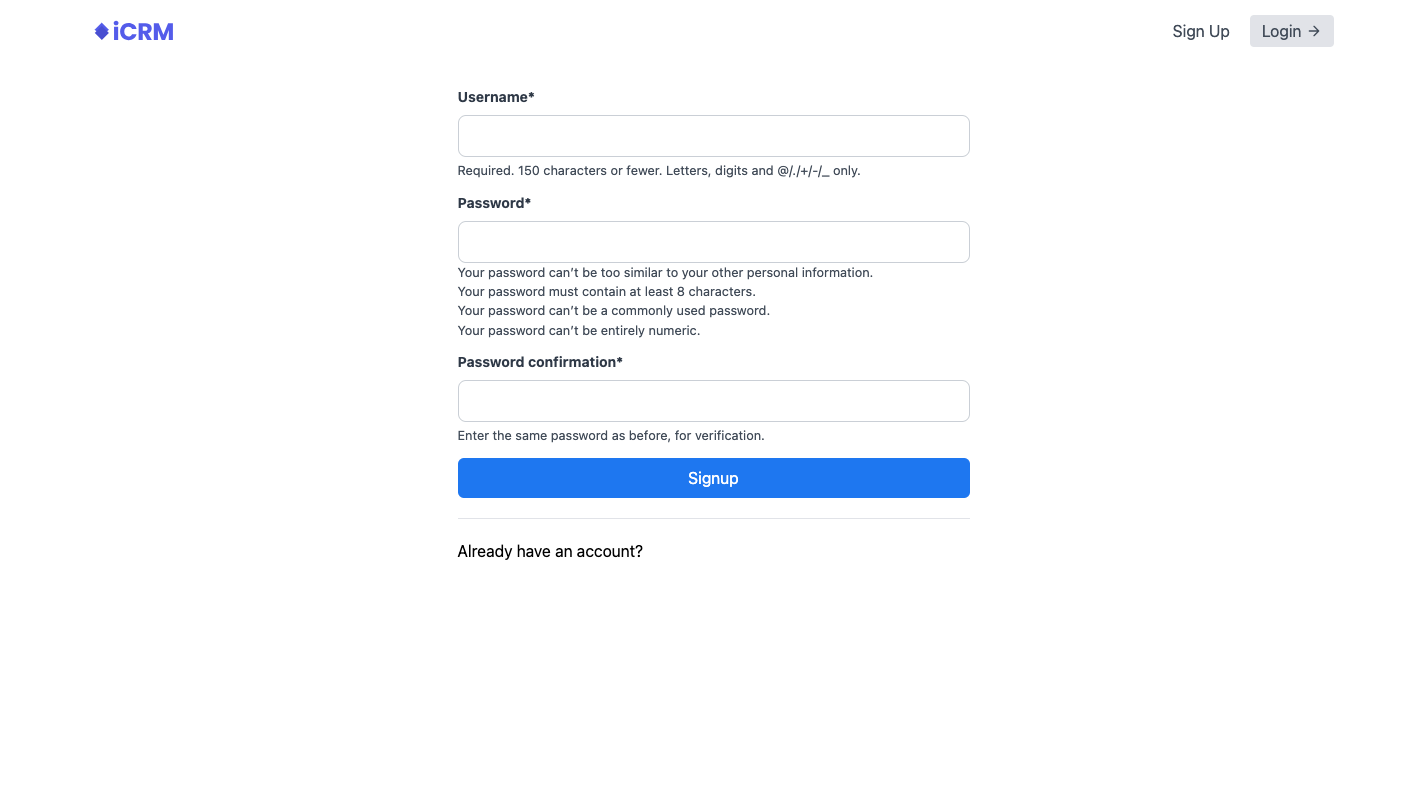 iCRM
Sign Up
Login
Username*
Required. 150 characters or fewer. Letters, digits and @/./+/-/_ only.
Password*
Your password can’t be too similar to your other personal information.
Your password must contain at least 8 characters.
Your password can’t be a commonly used password.
Your password can’t be entirely numeric.
Password confirmation*
Enter the same password as before, for verification.
Signup
Already have an account?